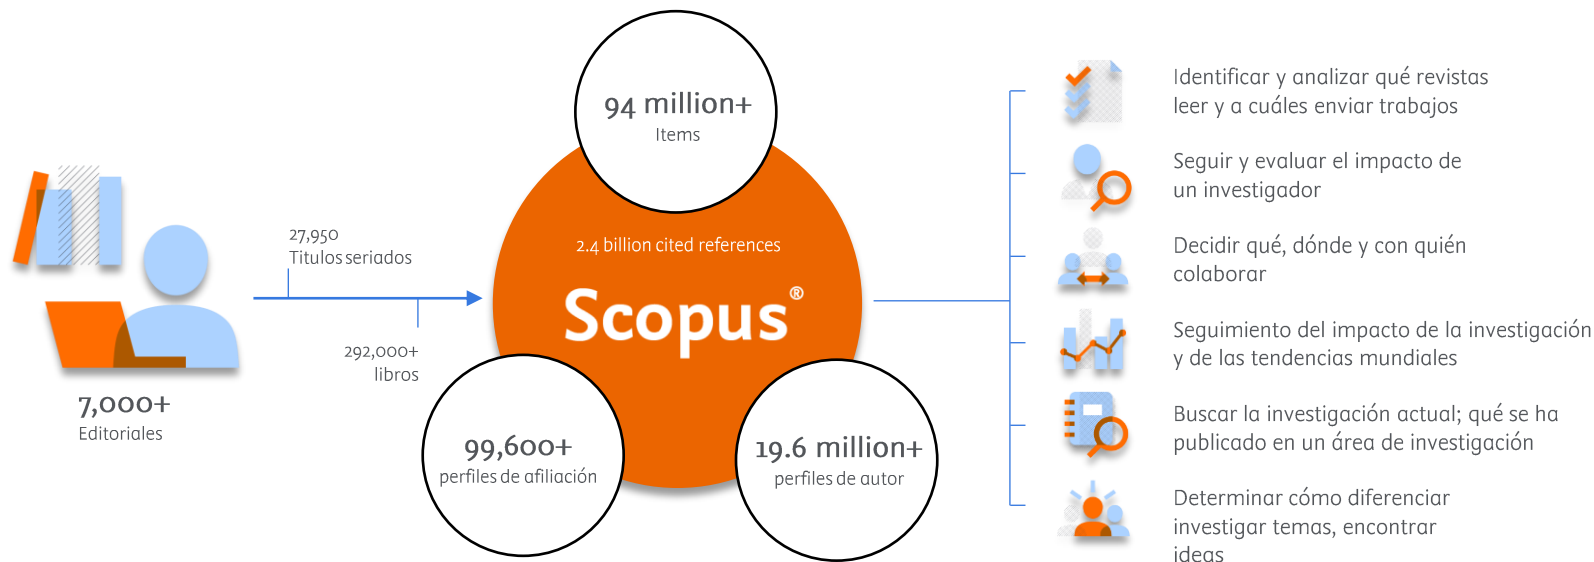 7,000+
Editoriales
27,950
Titulos seriados
292,000+
libros
94 million+
Items
2.4 billion cited references
Scopus®
99,600+
perfiles de afiliación
19.6 million+
perfiles de autor
Identificar y analizar qué revistas
leer y a cuáles enviar trabajos
Seguir y evaluar el impacto de
un investigador
Decidir qué, dónde y con quién
colaborar
Seguimiento del impacto de la investigación
y de las tendencias mundiales
Buscar la investigación actual; qué se ha
publicado en un área de investigación
Determinar cómo diferenciar
investigar temas, encontrar
ideas